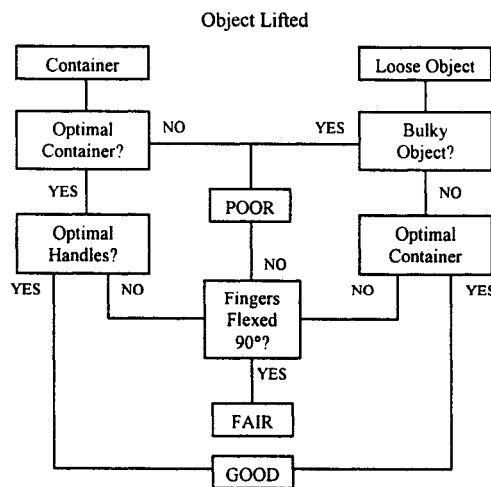 Object Lifted
Container
Loose Object
Optimal
Container?
NO
YES
Bulky
Object?
YES
NO
POOR
Optimal
Handles?
Optimal
Container
YES
NO
NO
NO
YES
Fingers
Flexed
90°?
YES
FAIR
GOOD